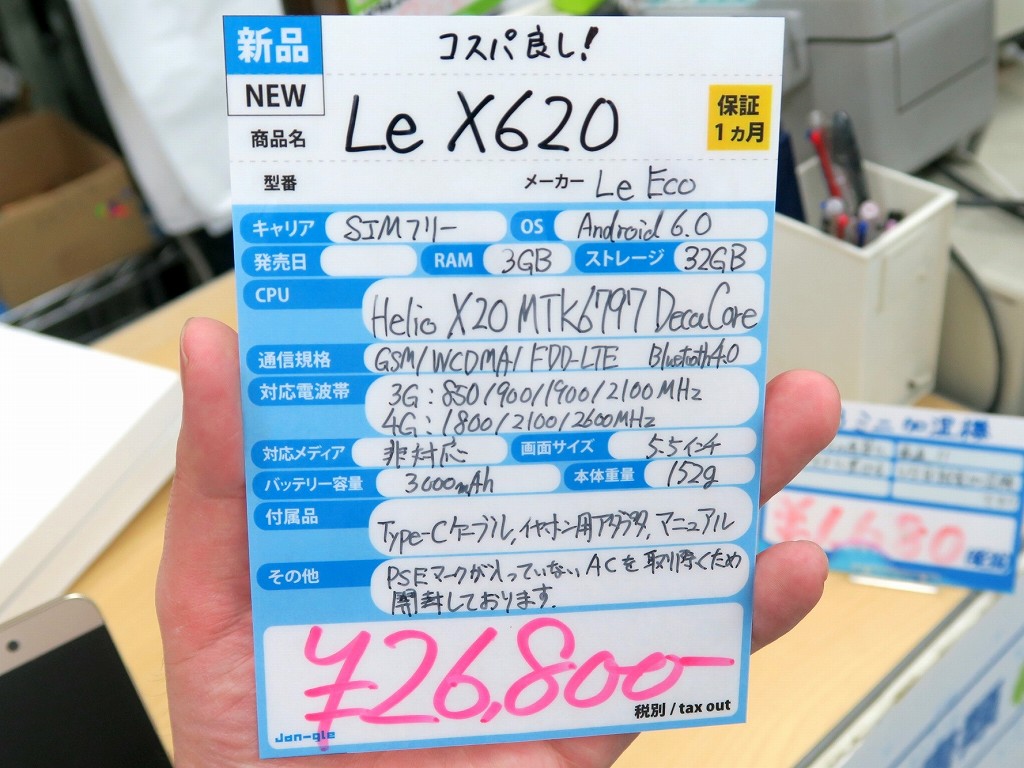 新品
コスパ良し!
NEW
商品名 Le X620
保証
1ヵ月
型番 メーカー Le Eco
キャリア SIMフリー OS Android 6.0
発売日 RAM 3GB ストレージ 32GB
CPU Helio X20 MTK6797 DecaCore
通信規格 GSM/WCDMA/FDD-LTE Bluetooth4.0
対応電波帯 3G:850/900/1900/2100MHz
4G:1800/2100/2600MHz
対応メディア 非対応 画面サイズ 5.5インチ
バッテリー容量 3000mAh 本体重量 152g
付属品 Type-Cケーブル,イヤホン用アダプタ,マニュアル
その他 PSEマークが入っていないACを取り除くため
開封しております.
¥26,800-
税別/tax out
Jan-gle
¥1,680